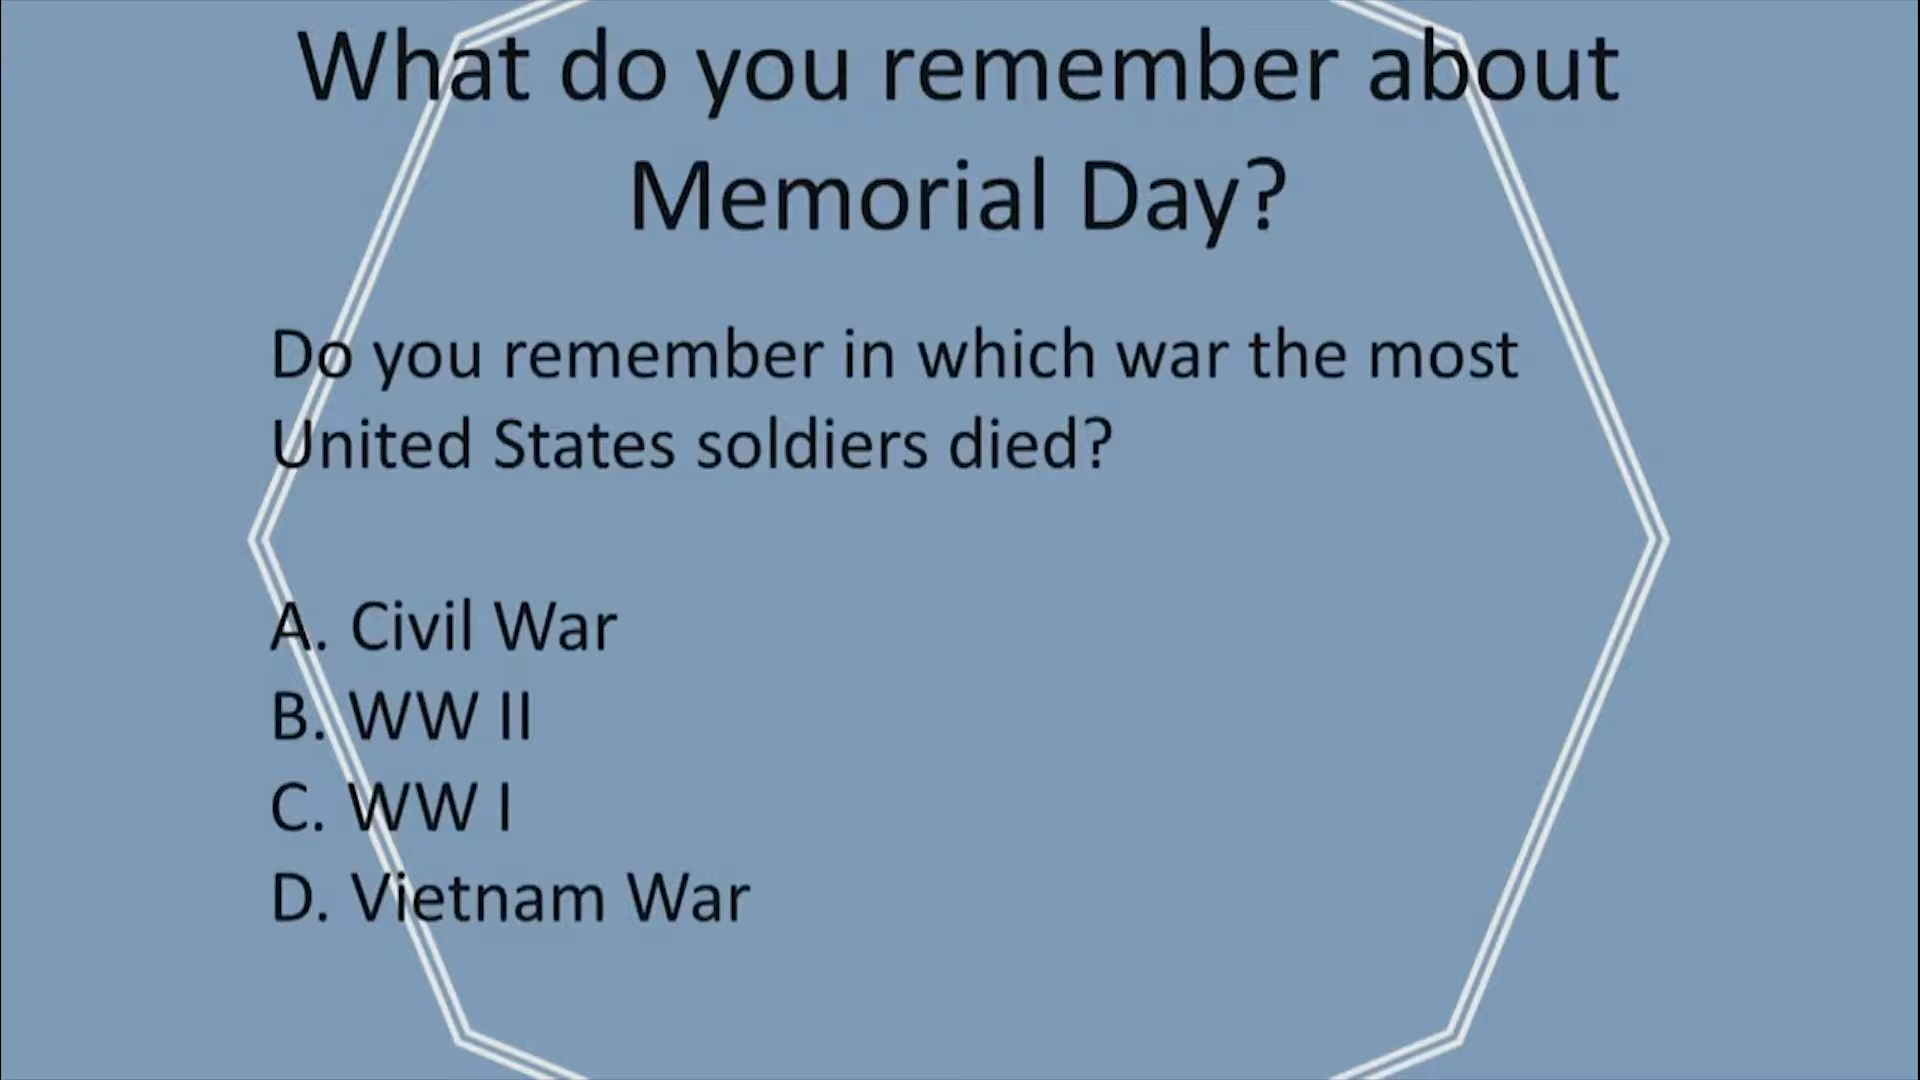 What do you remember about
Memorial Day?
Do you remember in which war the most
United States soldiers died?
A. Civil War
B. WW II
C. WW I
D. Vietnam War